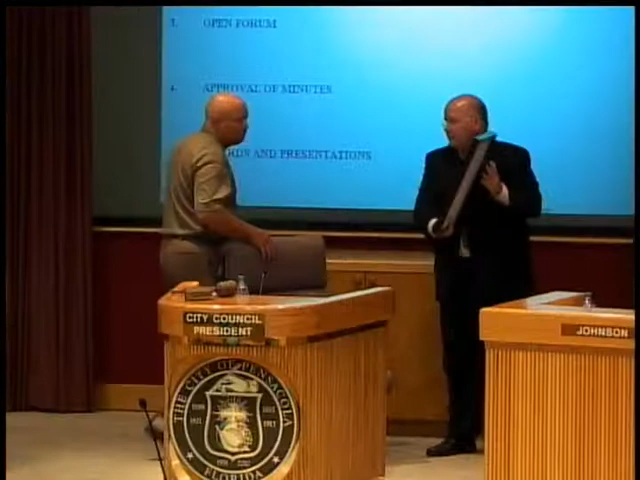 3. OPEN FORUM
4. APPROVAL OF MINUTES
AND PRESENTATIONS
CITY COUNCIL
PRESIDENT
JOHNSON
THE CITY OF PENSACOLA
FLORIDA